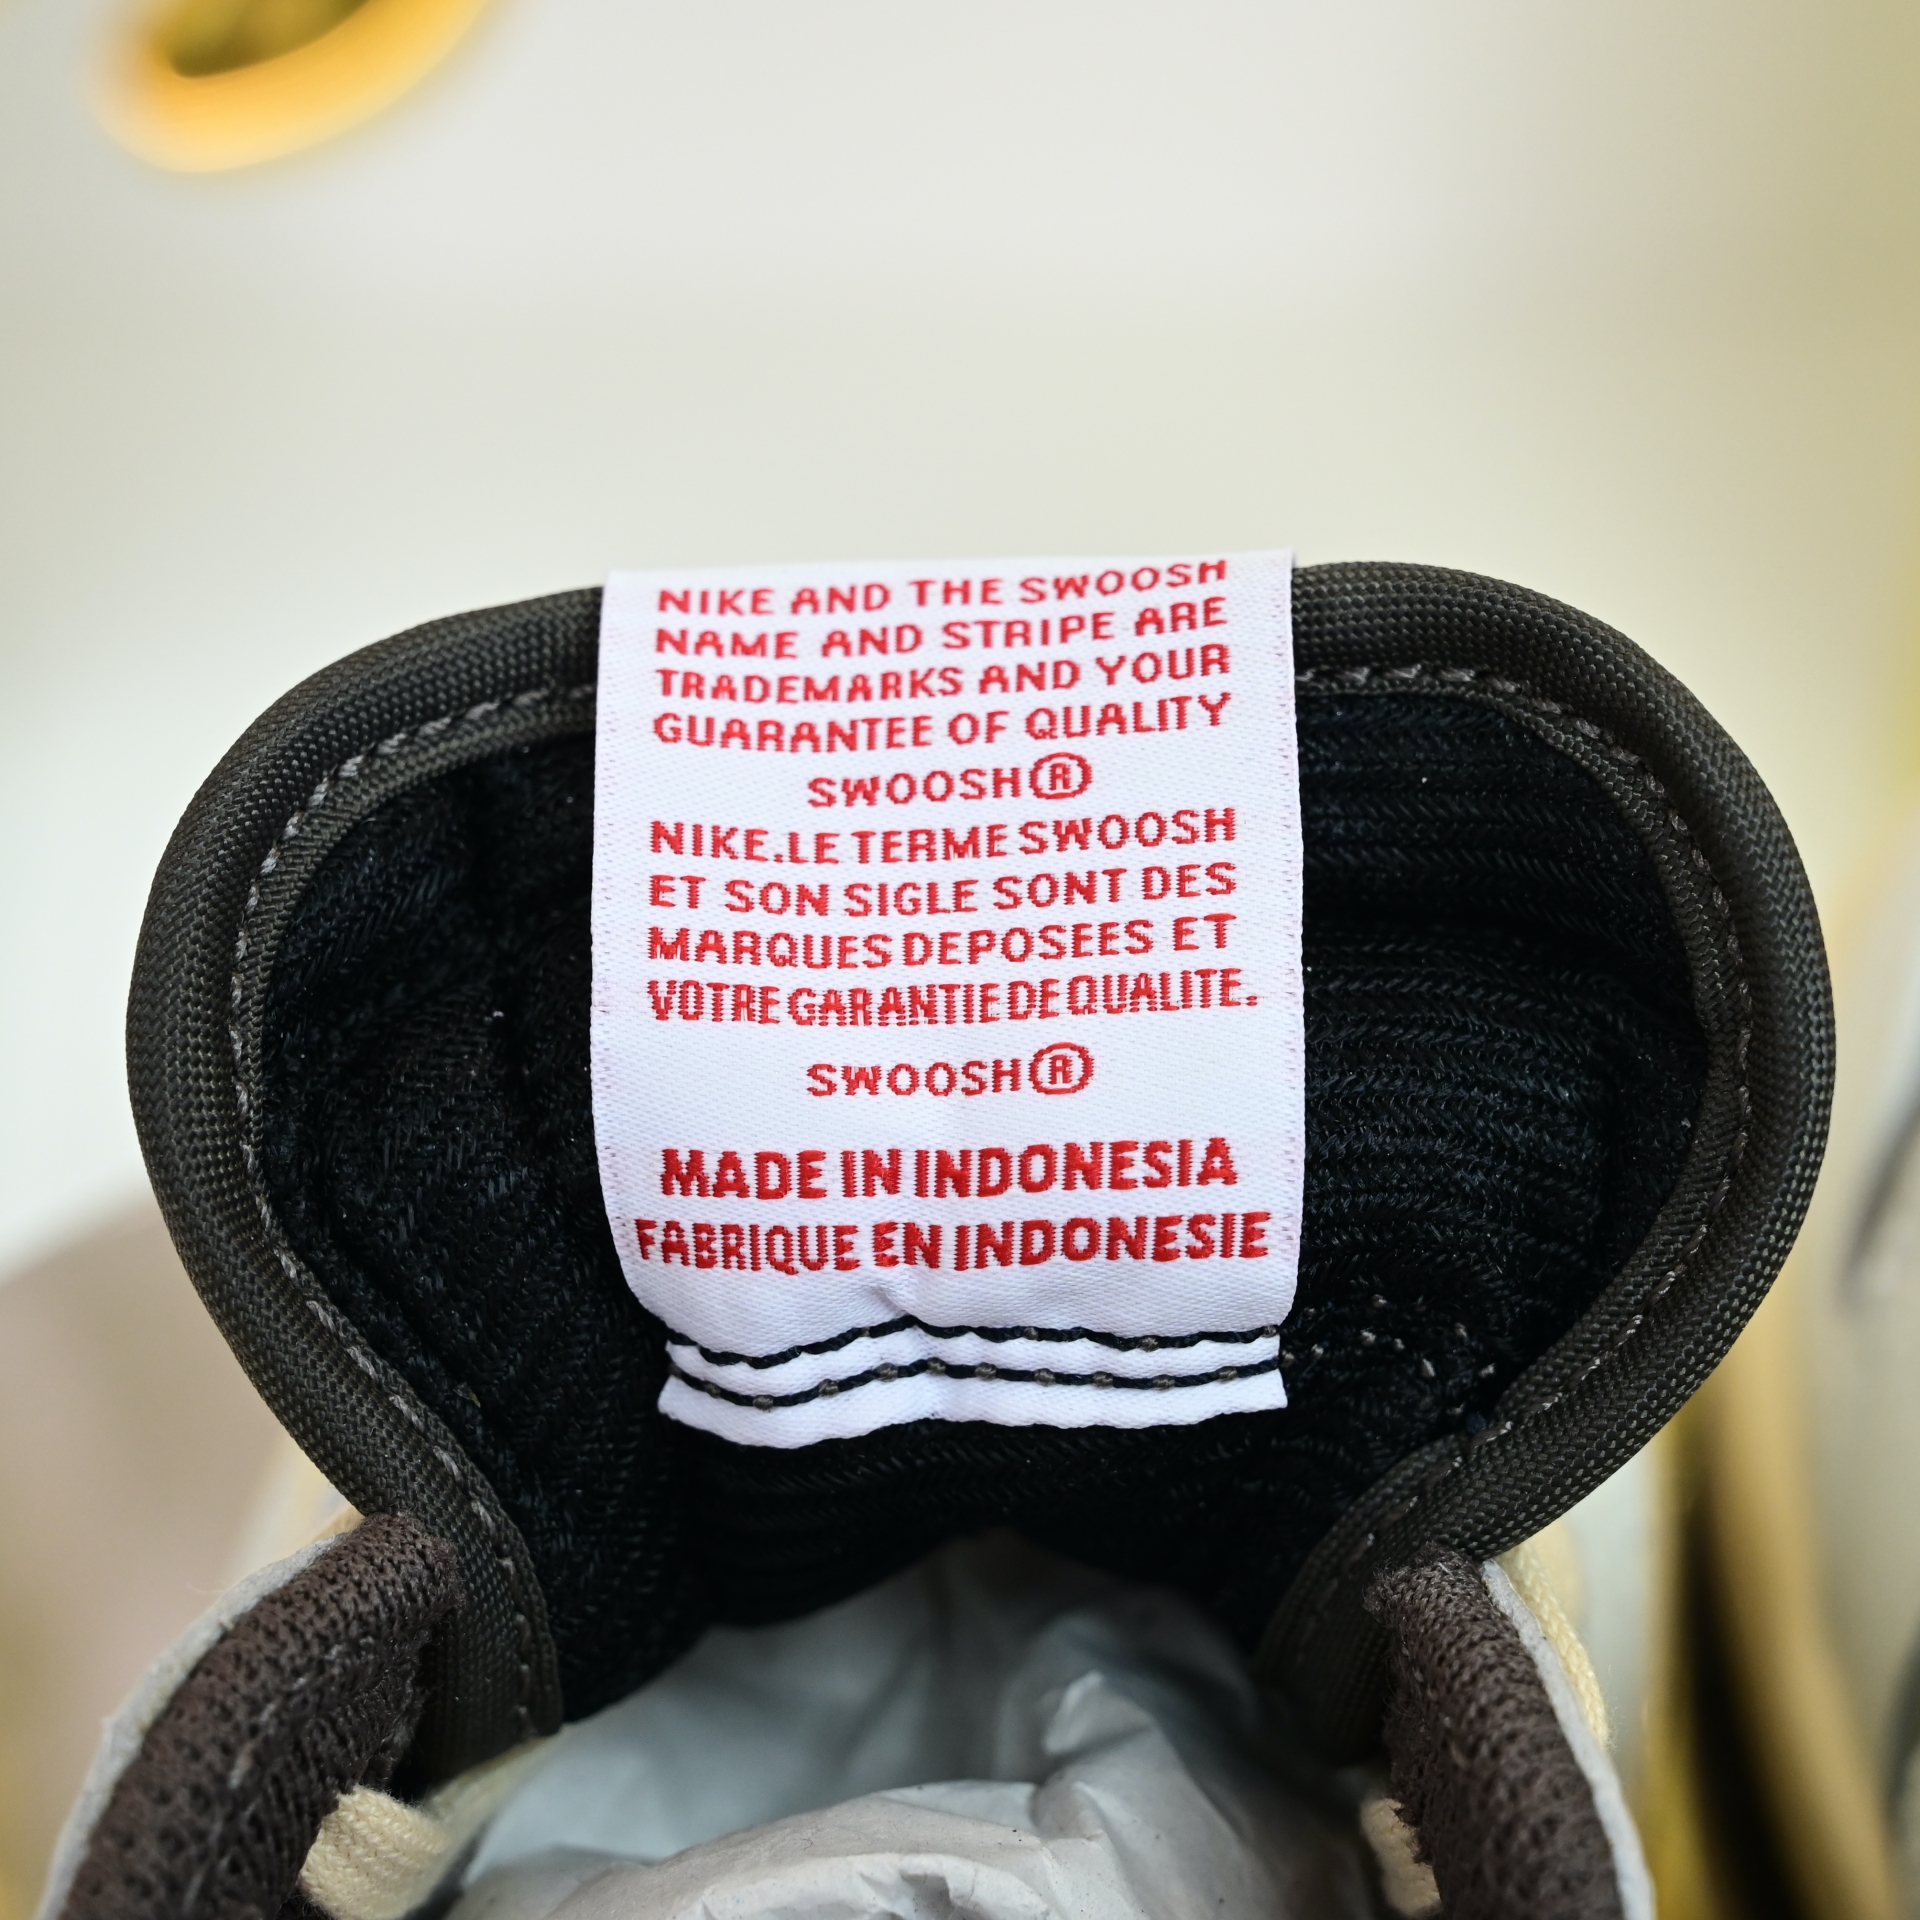 NIKE AND THE SWOOSH
NAME AND STRIPE ARE
TRADEMARKS AND YOUR
GUARANTEE OF QUALITY
SWOOSH®
NIKE.LE TERME SWOOSH
ET SON SIGLE SONT DES
MARQUES DEPOSEES ET
VOTRE GARANTIE DE QUALITE.
SWOOSH®
MADE IN INDONESIA
FABRIQUE EN INDONESIE